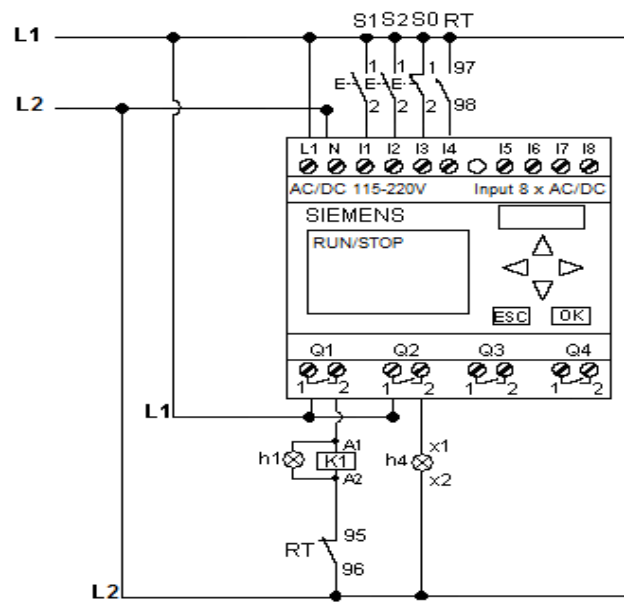 S1 S2 S0 RT
L1
1 1 1 97
E E E
2 2 2 98
L2
L1 N I1 I2 I3 I4 I5 I6 I7 I8
AC/DC 115-220V Input 8 x AC/DC
SIEMENS
RUN/STOP
ESC OK
Q1 Q2 Q3 Q4
1 2 1 2 1 2 1 2
L1
A1 x1
h1 K1 h4
A2 x2
95
RT
96
L2